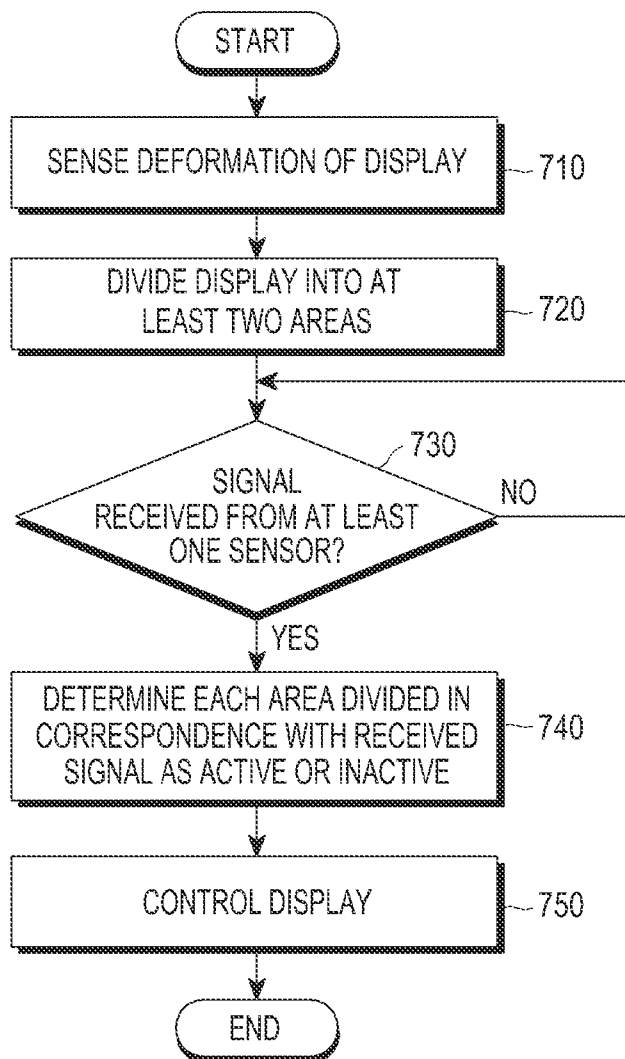 START
SENSE DEFORMATION OF DISPLAY
710
DIVIDE DISPLAY INTO AT
LEAST TWO AREAS
720
730
SIGNAL
RECEIVED FROM AT LEAST
ONE SENSOR?
NO
YES
DETERMINE EACH AREA DIVIDED IN
CORRESPONDENCE WITH RECEIVED
SIGNAL AS ACTIVE OR INACTIVE
740
CONTROL DISPLAY
750
END